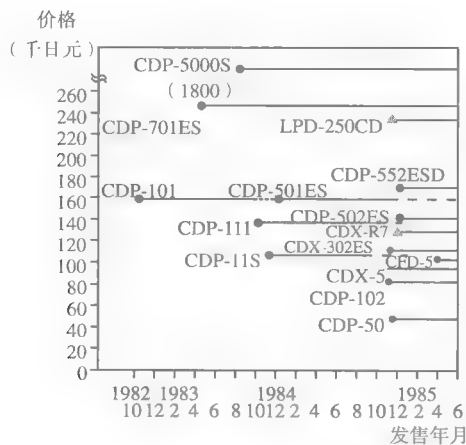 价格
（千日元）
CDP-5000S
（1800）
260
240
CDP-701ES
LPD-250CD
220
200
180
CDP-552ESD
160
CDP-101
CDP-501ES
140
CDP-111
CDP-502ES
CDX-R7
120
CDX-302ES
CDP-11S
CFD-5
100
CDX-5
80
CDP-102
60
CDP-50
40
20
0
1982 1983 1984 1985
10 12 2 4 6 8 10 12 2 4 6 8 10 12 2 4 6
发售年月